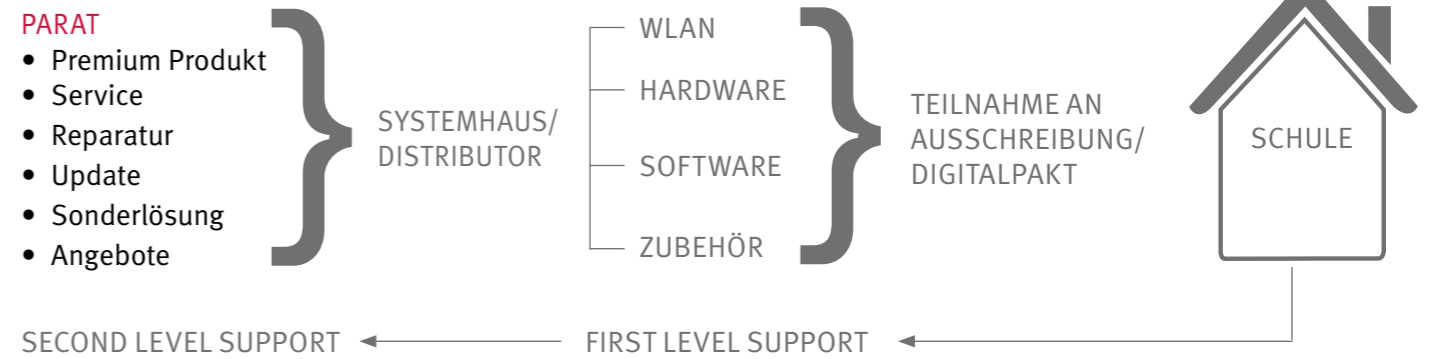 PARAT
• Premium Produkt
• Service
• Reparatur
• Update
• Sonderlösung
• Angebote
SYSTEMHAUS/
DISTRIBUTOR
WLAN
HARDWARE
SOFTWARE
ZUBEHÖR
TEILNAHME AN
AUSSCHREIBUNG/
DIGITALPAKT
SCHULE
SECOND LEVEL SUPPORT
FIRST LEVEL SUPPORT